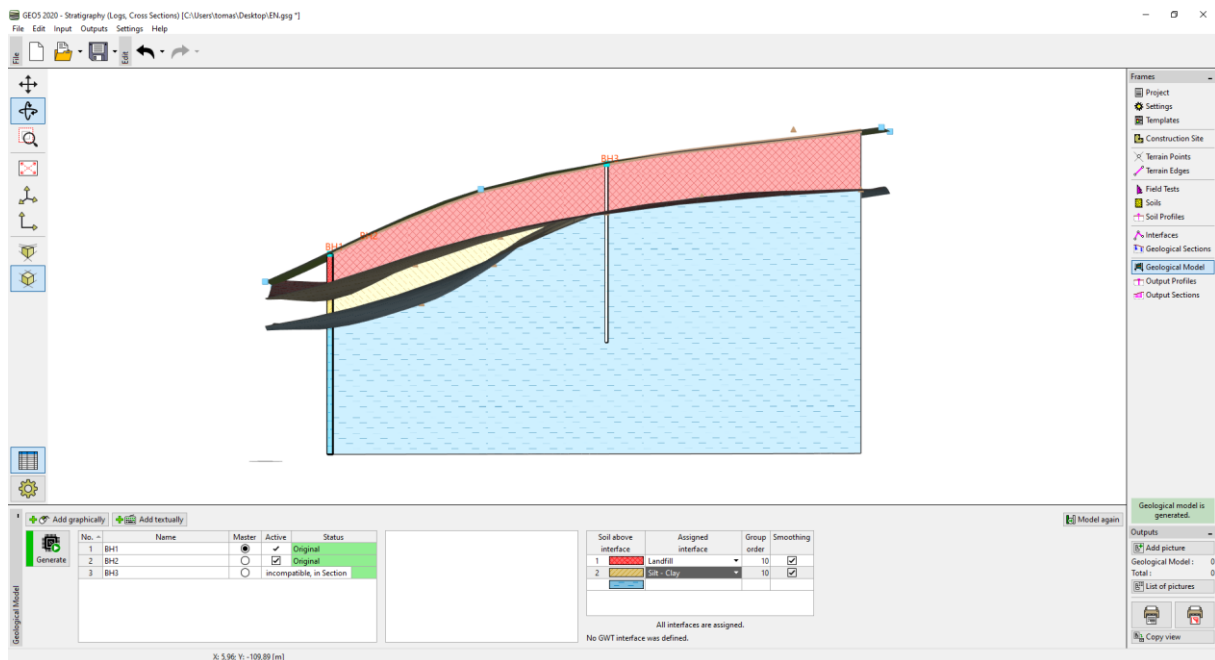 GEO5 2020 - Stratigraphy (Logs, Cross Sections) [C:\Users\tomas\Desktop\EN.gsg *]
File Edit Input Outputs Settings Help
File
Edit
BH3
BH2
BH1
Frames
Project
Settings
Templates
Construction Site
Terrain Points
Terrain Edges
Field Tests
Soils
Soil Profiles
Interfaces
Geological Sections
Geological Model
Output Profiles
Output Sections
Geological model is
generated.
Outputs
Add picture
Geological Model : 0
Total : 0
List of pictures
Copy view
Geological Model
Add graphically Add textually
Generate
No. Name Master Active Status
1 BH1 Original
2 BH2 Original
3 BH3 incompatible, in Section
Model again
Soil above interface Assigned interface Group order Smoothing
1 Landfill 10
2 Silt - Clay 10
All interfaces are assigned.
No GWT interface was defined.
X: 5,96; Y: -109,89 [m]